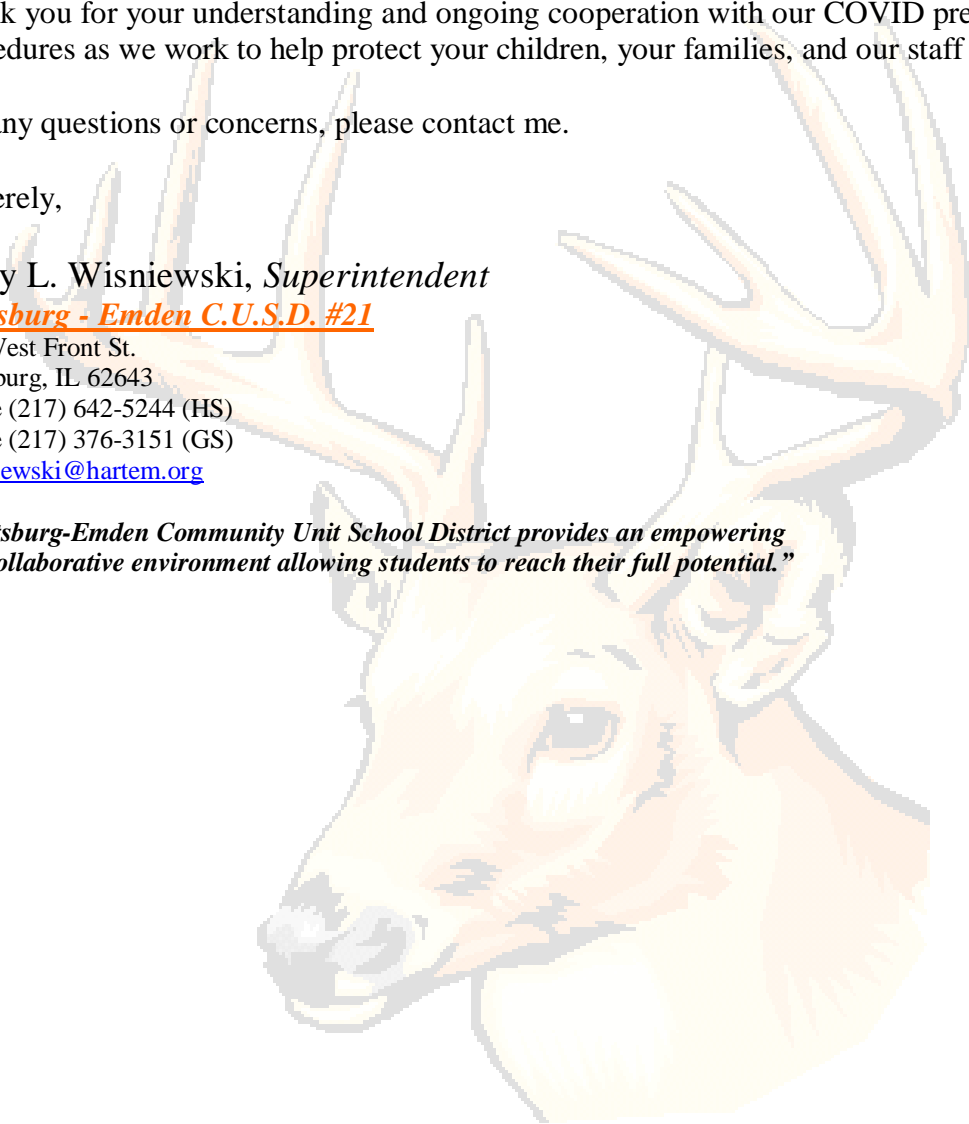 k you for your understanding and ongoing cooperation with our COVID pre
edures as we work to help protect your children, your families, and our staff
any questions or concerns, please contact me.
erely,
y L. Wisniewski, Superintendent
sburg - Emden C.U.S.D. #21
West Front St.
burg, IL 62643
e (217) 642-5244 (HS)
e (217) 376-3151 (GS)
ewski@hartem.org
tsburg-Emden Community Unit School District provides an empowering
ollaborative environment allowing students to reach their full potential.”